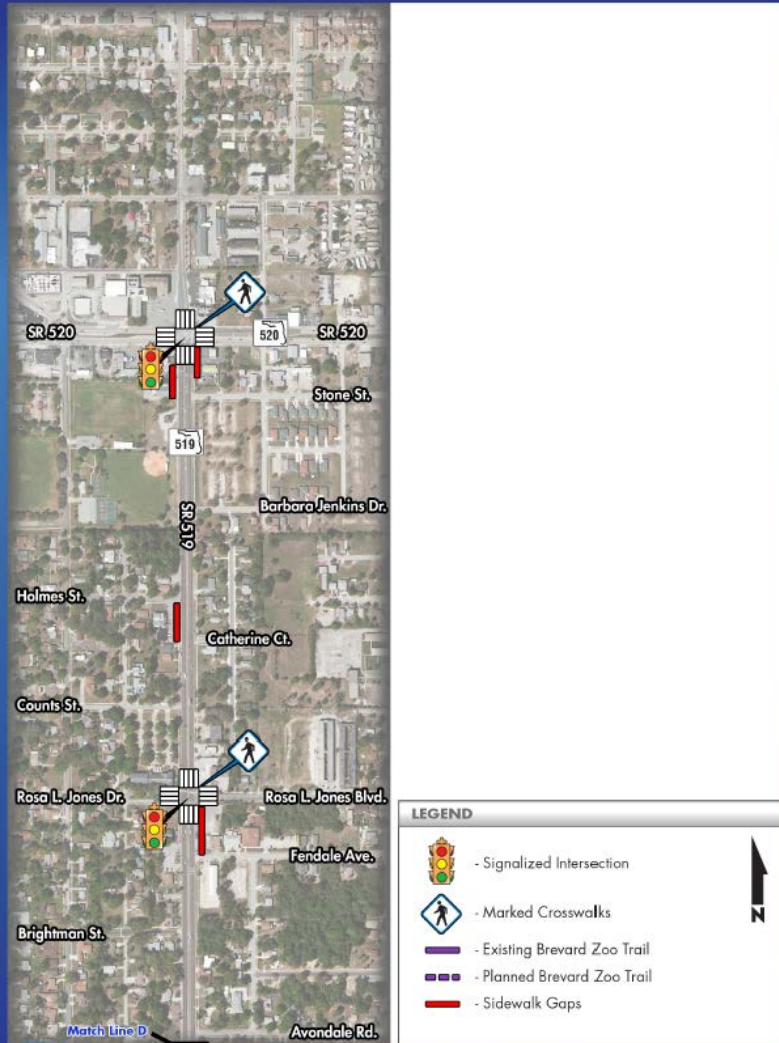 SR 520
520
SR 520
Stone St.
519
SR 519
Barbara Jenkins Dr.
Holmes St.
Catherine Ct.
Counts St.
Rosa L. Jones Dr.
Rosa L. Jones Blvd.
Fendale Ave.
Brightman St.
Match Line D
Avondale Rd.
LEGEND
- Signalized Intersection
- Marked Crosswalks
- Existing Brevard Zoo Trail
- Planned Brevard Zoo Trail
- Sidewalk Gaps
N